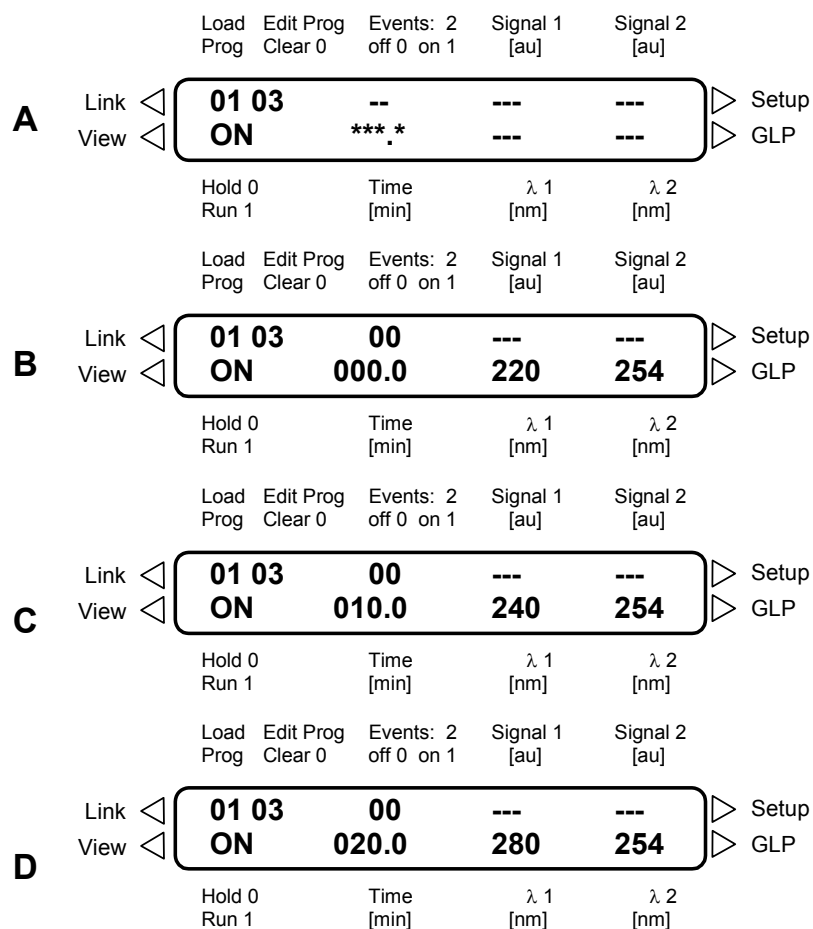 Load Edit Prog Events: 2 Signal 1 Signal 2
Prog Clear 0 off 0 on 1 [au] [au]
A
Link 01 03 -- --- --- Setup
View ON ***.* --- --- GLP
Hold 0 Time λ 1 λ 2
Run 1 [min] [nm] [nm]
Load Edit Prog Events: 2 Signal 1 Signal 2
Prog Clear 0 off 0 on 1 [au] [au]
B
Link 01 03 00 --- --- Setup
View ON 000.0 220 254 GLP
Hold 0 Time λ 1 λ 2
Run 1 [min] [nm] [nm]
Load Edit Prog Events: 2 Signal 1 Signal 2
Prog Clear 0 off 0 on 1 [au] [au]
C
Link 01 03 00 --- --- Setup
View ON 010.0 240 254 GLP
Hold 0 Time λ 1 λ 2
Run 1 [min] [nm] [nm]
Load Edit Prog Events: 2 Signal 1 Signal 2
Prog Clear 0 off 0 on 1 [au] [au]
D
Link 01 03 00 --- --- Setup
View ON 020.0 280 254 GLP
Hold 0 Time λ 1 λ 2
Run 1 [min] [nm] [nm]